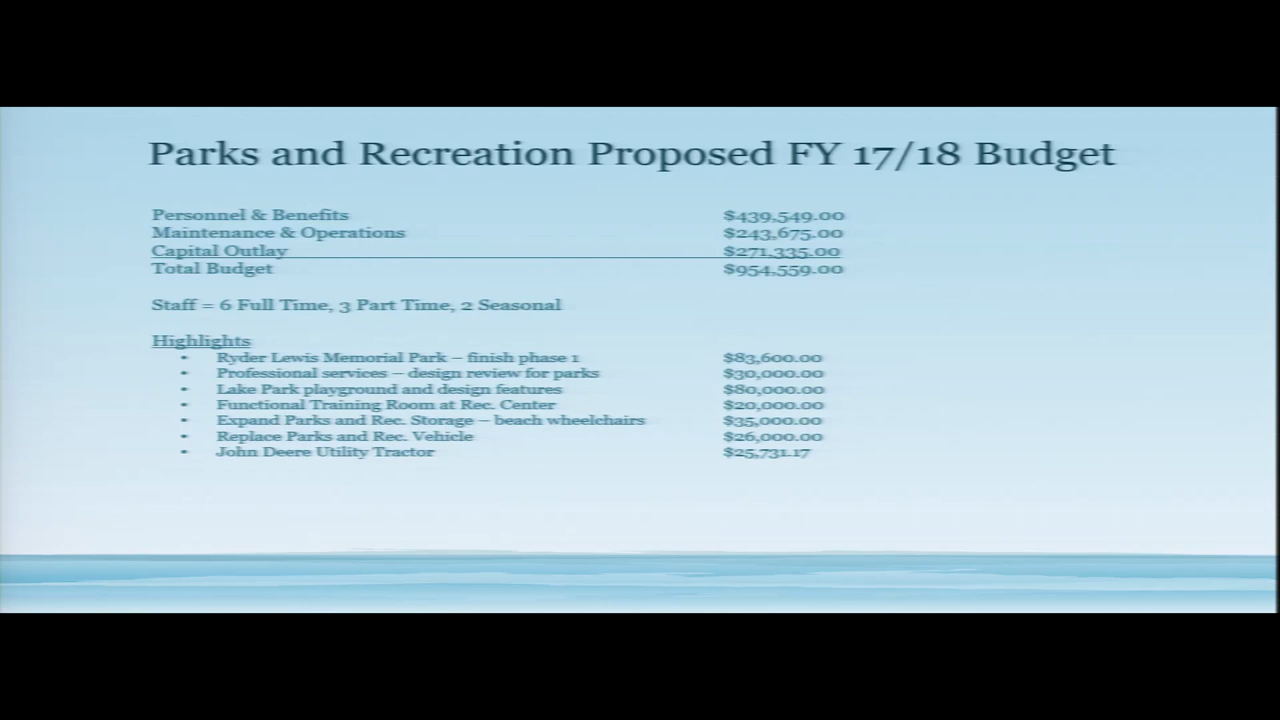 Parks and Recreation Proposed FY 17/18 Budget
Personnel & Benefits $439,549.00
Maintenance & Operations $243,675.00
Capital Outlay $271,335.00
Total Budget $954,559.00
Staff = 6 Full Time, 3 Part Time, 2 Seasonal
Highlights
• Ryder Lewis Memorial Park – finish phase 1 $83,600.00
• Professional services – design review for parks $30,000.00
• Lake Park playground and design features $80,000.00
• Functional Training Room at Rec. Center $20,000.00
• Expand Parks and Rec. Storage – beach wheelchairs $35,000.00
• Replace Parks and Rec. Vehicle $26,000.00
• John Deere Utility Tractor $25,731.17